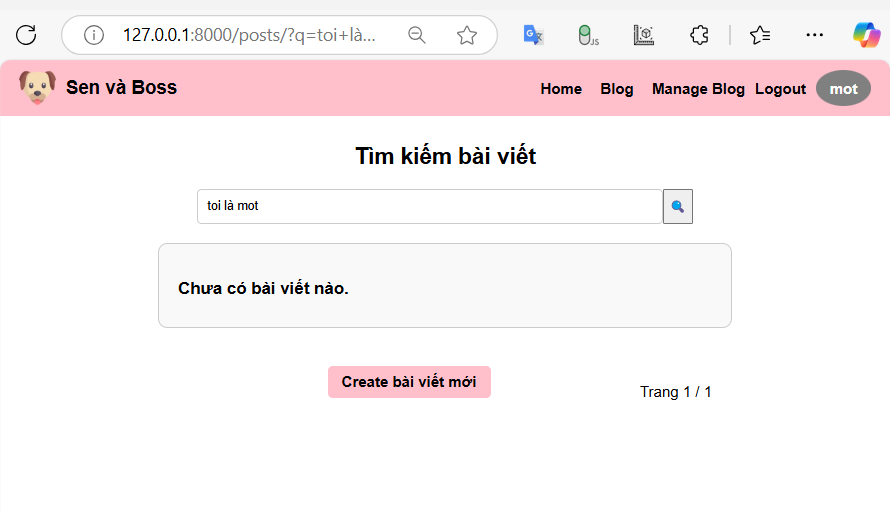 127.0.0.1:8000/posts/?q=toi+là...
JS
Sen và Boss
Home Blog Manage Blog Logout mot
Tìm kiếm bài viết
toi là mot
Chưa có bài viết nào.
Create bài viết mới
Trang 1 / 1